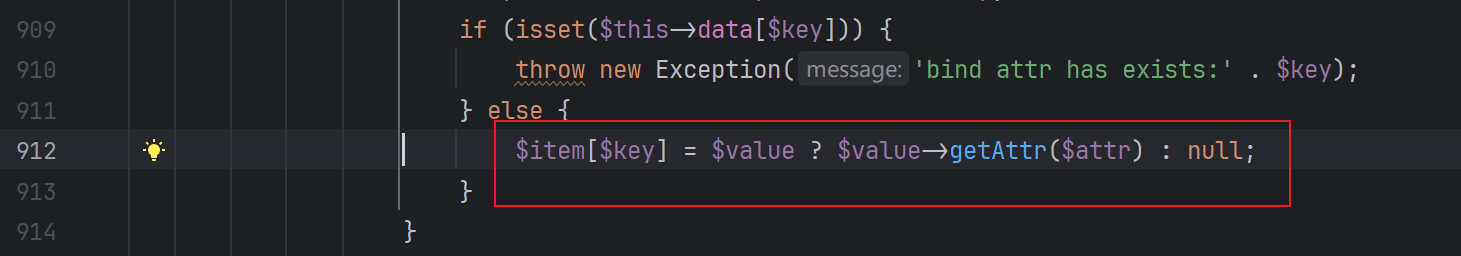 909 if (isset($this->data[$key])) {
910 throw new Exception( message: 'bind attr has exists:' . $key);
911 } else {
912 $item[$key] = $value ? $value->getAttr($attr) : null;
913 }
914 }